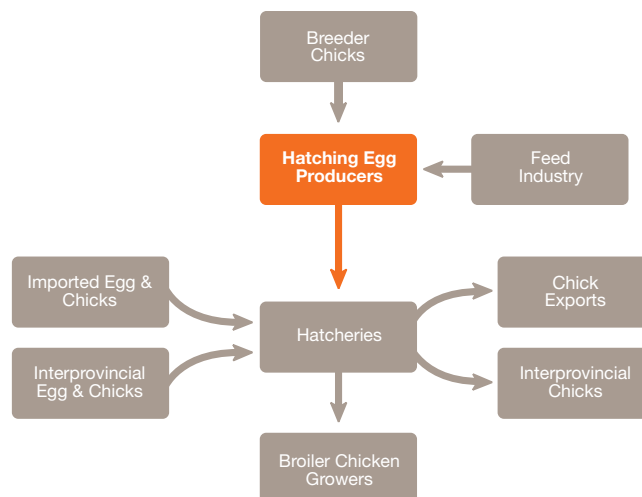 Breeder
Chicks
Hatching Egg
Producers
Feed
Industry
Imported Egg &
Chicks
Chick
Exports
Hatcheries
Interprovincial
Egg & Chicks
Interprovincial
Chicks
Broiler Chicken
Growers